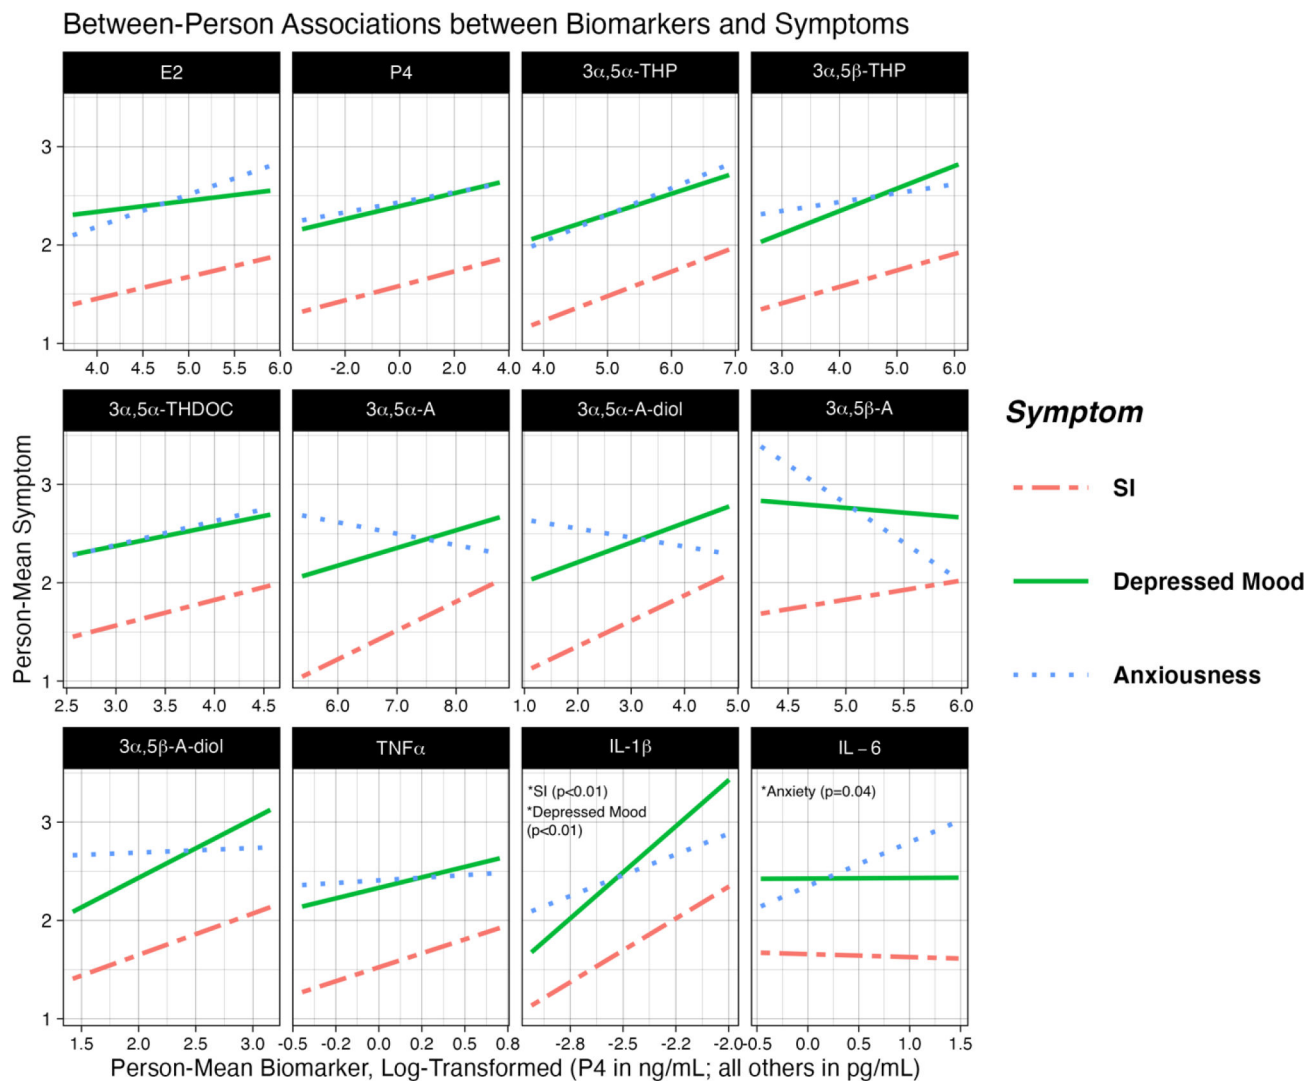 Between-Person Associations between Biomarkers and Symptoms
E2 P4 3α,5α-THP 3α,5β-THP
3
2
1
4.0 4.5 5.0 5.5 6.0 -2.0 0.0 2.0 4.0 4.0 5.0 6.0 7.0 3.0 4.0 5.0 6.0
3α,5α-THDOC 3α,5α-A 3α,5α-A-diol 3α,5β-A
Person-Mean Symptom
3
2
1
2.5 3.0 3.5 4.0 4.5 6.0 7.0 8.0 1.0 2.0 3.0 4.0 5.0 4.5 5.0 5.5 6.0
3α,5β-A-diol TNFα IL-1β IL-6
*SI (p<0.01) *Anxiety (p=0.04)
*Depressed Mood
(p<0.01)
3
2
1
1.5 2.0 2.5 3.0 -0.5 -0.2 0.0 0.2 0.5 0.8 -2.8 -2.5 -2.2 -2.0 -0.5 0.0 0.5 1.0 1.5
Person-Mean Biomarker, Log-Transformed (P4 in ng/mL; all others in pg/mL)
Symptom
SI
Depressed Mood
Anxiousness